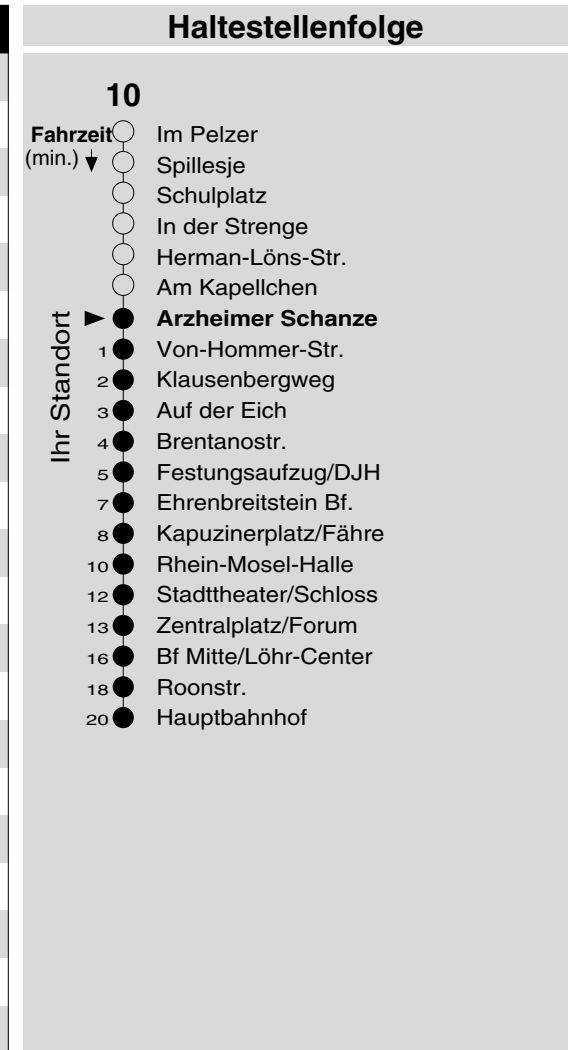 Haltestellenfolge
10
Fahrzeit
(min.)
Im Pelzer
Spillesje
Schulplatz
In der Strenge
Herman-Löns-Str.
Am Kapellchen
Ihr Standort
Arzheimer Schanze
1 Von-Hommer-Str.
2 Klausenbergweg
3 Auf der Eich
4 Brentanostr.
5 Festungsaufzug/DJH
7 Ehrenbreitstein Bf.
8 Kapuzinerplatz/Fähre
10 Rhein-Mosel-Halle
12 Stadttheater/Schloss
13 Zentralplatz/Forum
16 Bf Mitte/Löhr-Center
18 Roonstr.
20 Hauptbahnhof